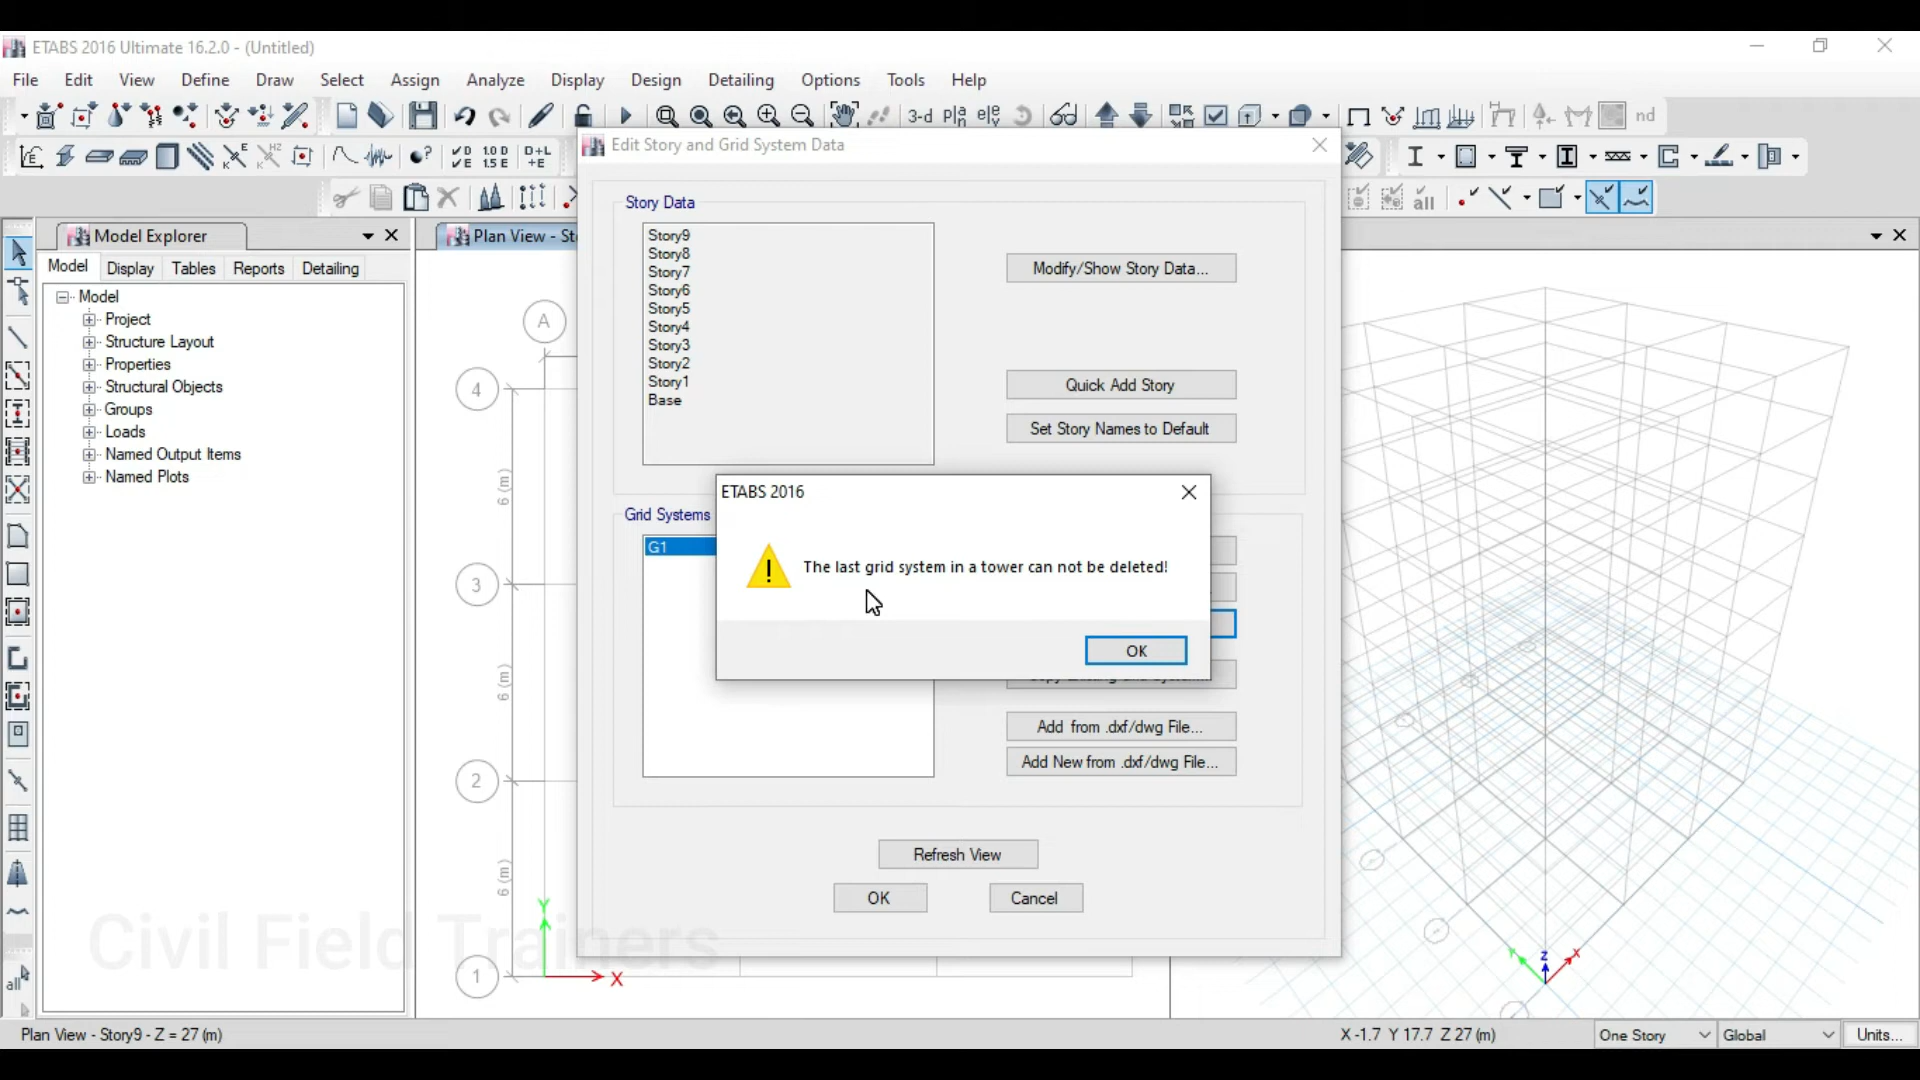 ETABS 2016 Ultimate 16.2.0 - (Untitled)
File Edit View Define Draw Select Assign Analyze Display Design Detailing Options Tools Help
3-d
nd
Edit Story and Grid System Data
all
Model Explorer
Plan View - St
Model Display Tables Reports Detailing
Model
Project
Structure Layout
Properties
Structural Objects
Groups
Loads
Named Output Items
Named Plots
Story Data
Story9
Story8
Story7
Story6
Story5
Story4
Story3
Story2
Story1
Base
Modify/Show Story Data...
Quick Add Story
Set Story Names to Default
Grid Systems
G1
ETABS 2016
The last grid system in a tower can not be deleted!
OK
Add from .dxf/dwg File...
Add New from .dxf/dwg File...
Refresh View
OK
Cancel
A
4
6 (m)
3
6 (m)
2
6 (m)
1
Y
X
Z
X
all
Civil Field Trainers
Plan View - Story9 - Z = 27 (m)
X -1.7 Y 17.7 Z 27 (m)
One Story
Global
Units...